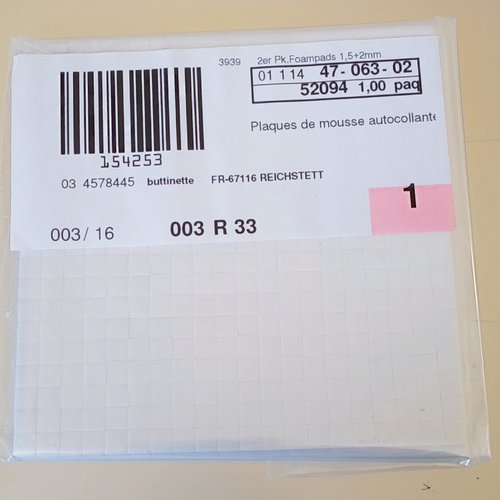 3939 2er Pk.Foampads 1,5+2mm
01 114 47-063-02
52094 1,00 paq
Plaques de mousse autocollante
154253
03 4578445 buttinette FR-67116 REICHSTETT
1
003/ 16 003 R 33